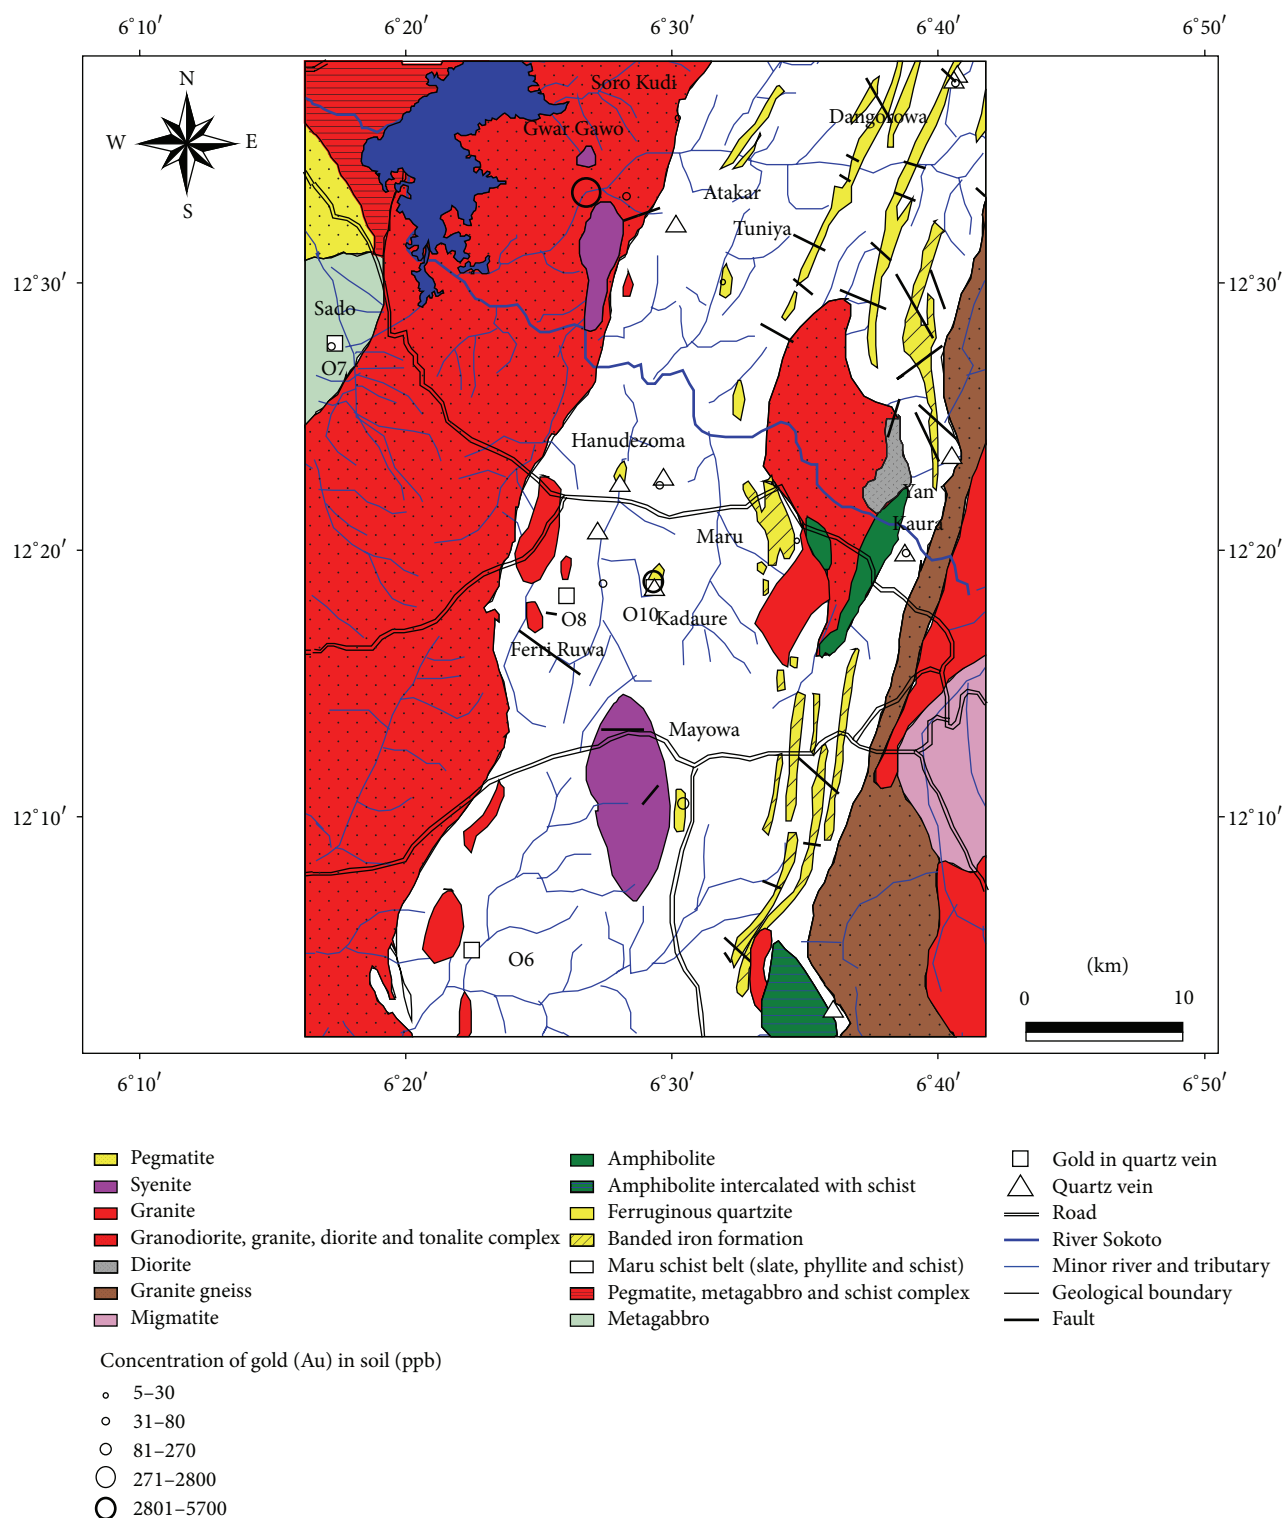 6˚10′ 6˚20′ 6˚30′ 6˚40′ 6˚50′
N
W E
S
Soro Kudi
Gwar Gawo
Dangorowa
Atakar
Tuniya
12˚30′ 12˚30′
Sado
O7
Hanudezoma
Yan
Kaura
Maru
12˚20′ 12˚20′
O8
O10
Kadaure
Ferri Ruwa
Mayowa
12˚10′ 12˚10′
O6
(km)
0 10
6˚10′ 6˚20′ 6˚30′ 6˚40′ 6˚50′
Pegmatite
Syenite
Granite
Granodiorite, granite, diorite and tonalite complex
Diorite
Granite gneiss
Migmatite
Amphibolite
Amphibolite intercalated with schist
Ferruginous quartzite
Banded iron formation
Maru schist belt (slate, phyllite and schist)
Pegmatite, metagabbro and schist complex
Metagabbro
Gold in quartz vein
Quartz vein
Road
River Sokoto
Minor river and tributary
Geological boundary
Fault
Concentration of gold (Au) in soil (ppb)
5–30
31–80
81–270
271–2800
2801–5700